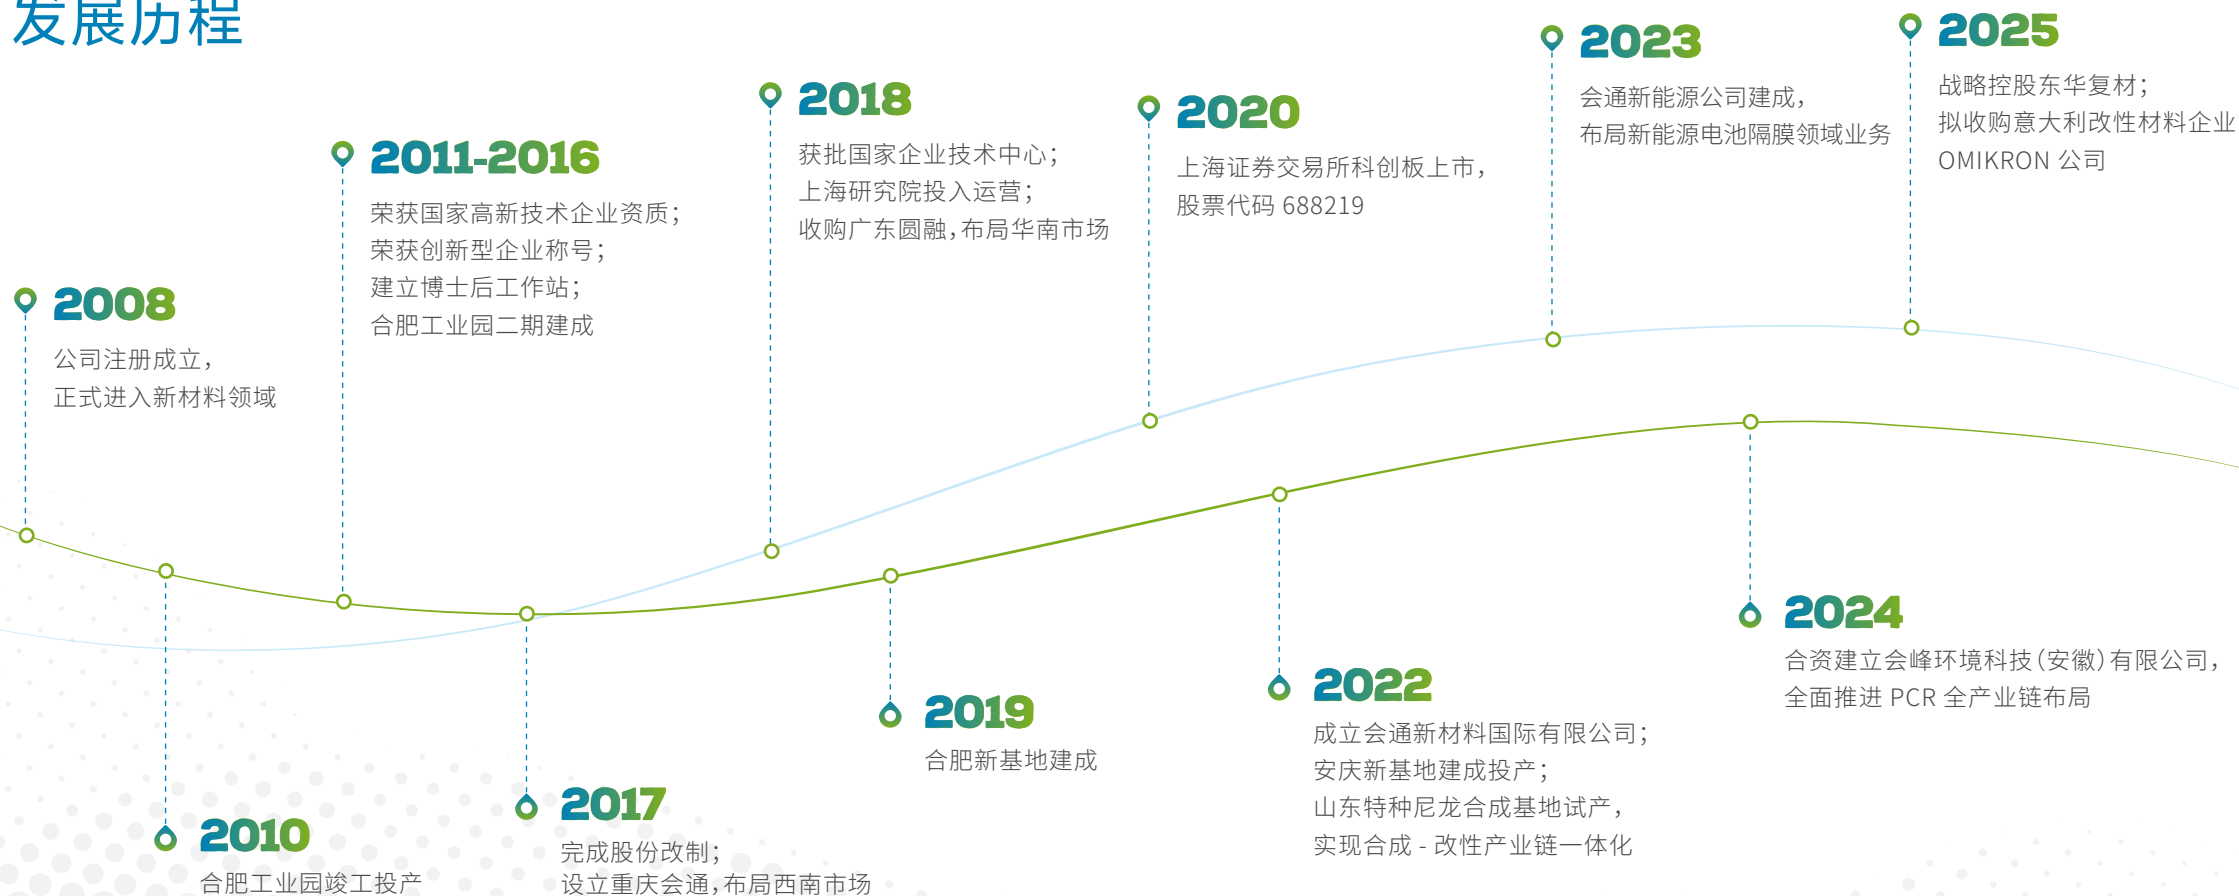 发展历程
2008
公司注册成立，
正式进入新材料领域
2010
合肥工业园竣工投产
2011-2016
荣获国家高新技术企业资质；
荣获创新型企业称号；
建立博士后工作站；
合肥工业园二期建成
2017
完成股份改制；
设立重庆会通，布局西南市场
2018
获批国家企业技术中心；
上海研究院投入运营；
收购广东圆融，布局华南市场
2019
合肥新基地建成
2020
上海证券交易所科创板上市，
股票代码 688219
2022
成立会通新材料国际有限公司；
安庆新基地建成投产；
山东特种尼龙合成基地试产，
实现合成 - 改性产业链一体化
2023
会通新能源公司建成，
布局新能源电池隔膜领域业务
2024
合资建立会峰环境科技（安徽）有限公司，
全面推进 PCR 全产业链布局
2025
战略控股东华复材；
拟收购意大利改性材料企业
OMIKRON 公司